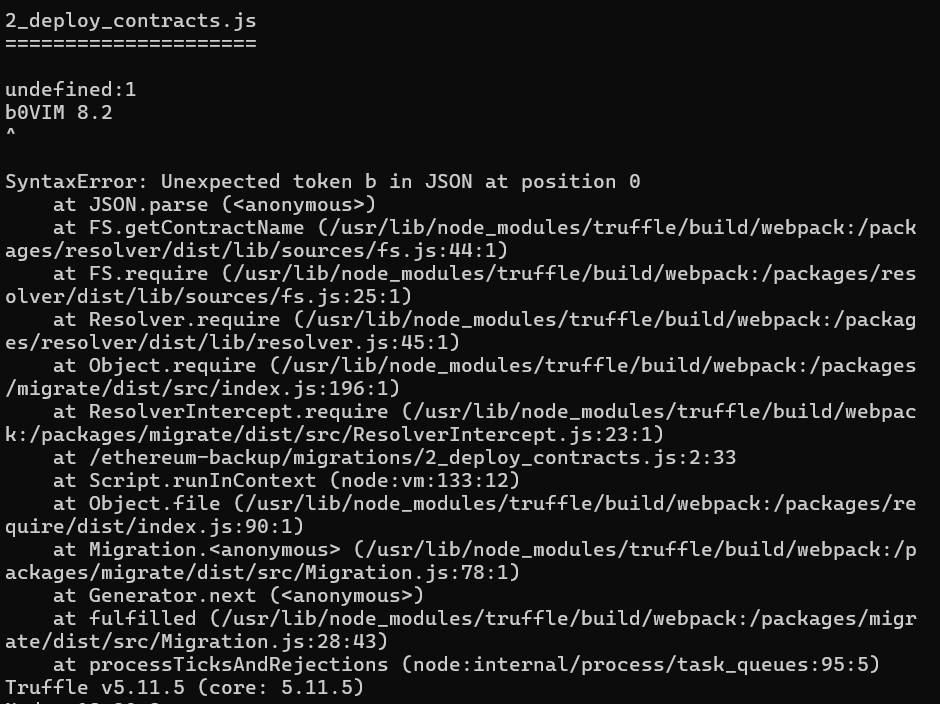 2_deploy_contracts.js
=====================
undefined:1
b0VIM 8.2
^
SyntaxError: Unexpected token b in JSON at position 0
    at JSON.parse (<anonymous>)
    at FS.getContractName (/usr/lib/node_modules/truffle/build/webpack:/pack
ages/resolver/dist/lib/sources/fs.js:44:1)
    at FS.require (/usr/lib/node_modules/truffle/build/webpack:/packages/res
olver/dist/lib/sources/fs.js:25:1)
    at Resolver.require (/usr/lib/node_modules/truffle/build/webpack:/packag
es/resolver/dist/lib/resolver.js:45:1)
    at Object.require (/usr/lib/node_modules/truffle/build/webpack:/packages
/migrate/dist/src/index.js:196:1)
    at ResolverIntercept.require (/usr/lib/node_modules/truffle/build/webpac
k:/packages/migrate/dist/src/ResolverIntercept.js:23:1)
    at /ethereum-backup/migrations/2_deploy_contracts.js:2:33
    at Script.runInContext (node:vm:133:12)
    at Object.file (/usr/lib/node_modules/truffle/build/webpack:/packages/re
quire/dist/index.js:90:1)
    at Migration.<anonymous> (/usr/lib/node_modules/truffle/build/webpack:/p
ackages/migrate/dist/src/Migration.js:78:1)
    at Generator.next (<anonymous>)
    at fulfilled (/usr/lib/node_modules/truffle/build/webpack:/packages/migr
ate/dist/src/Migration.js:28:43)
    at processTicksAndRejections (node:internal/process/task_queues:95:5)
Truffle v5.11.5 (core: 5.11.5)